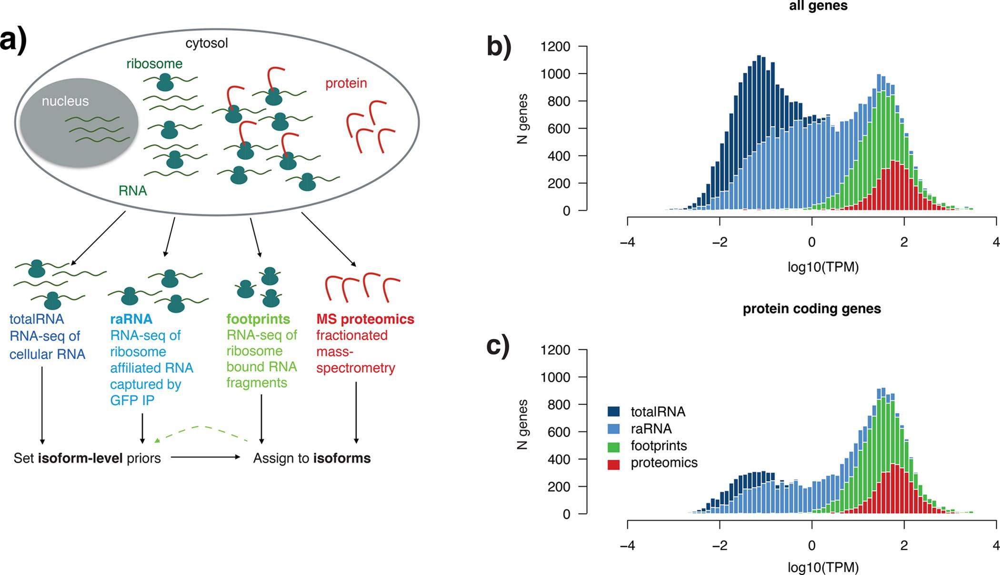 a)
cytosol
ribosome
nucleus
protein
RNA
totalRNA
RNA-seq of
cellular RNA
raRNA
RNA-seq of
ribosome
affiliated RNA
captured by
GFP IP
footprints
RNA-seq of
ribosome
bound RNA
fragments
MS proteomics
fractionated
mass-
spectrometry
Set isoform-level priors
Assign to isoforms
all genes
b)
1200
1000
800
600
400
200
0
N genes
−4 −2 0 2 4
log10(TPM)
protein coding genes
c)
1200
1000
800
600
400
200
0
N genes
totalRNA
raRNA
footprints
proteomics
−4 −2 0 2 4
log10(TPM)